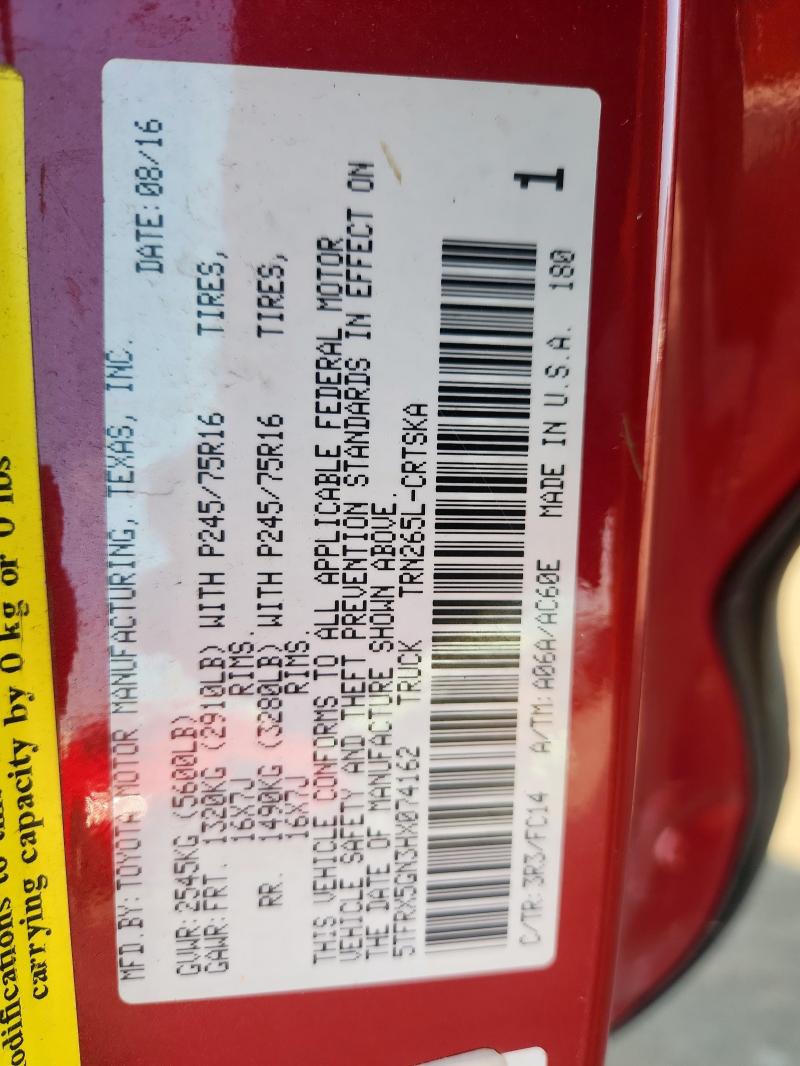 odifications to
carrying capacity by 0 kg or 0 lbs
MFD.BY:TOYOTA MOTOR MANUFACTURING, TEXAS, INC. DATE:08/16
GVWR:2545KG (5600LB)
GAWR:FRT. 1320KG (2910LB) WITH P245/75R16 TIRES,
16X7J RIMS.
RR. 1490KG (3280LB) WITH P245/75R16 TIRES,
16X7J RIMS.
THIS VEHICLE CONFORMS TO ALL APPLICABLE FEDERAL MOTOR
VEHICLE SAFETY AND THEFT PREVENTION STANDARDS IN EFFECT ON
THE DATE OF MANUFACTURE SHOWN ABOVE.
5TFRX5GN3HX074162 TRUCK TRN265L-CRTSKA
1
C/TR:3R3/FC14 A/TM:A06A/AC60E MADE IN U.S.A. 180